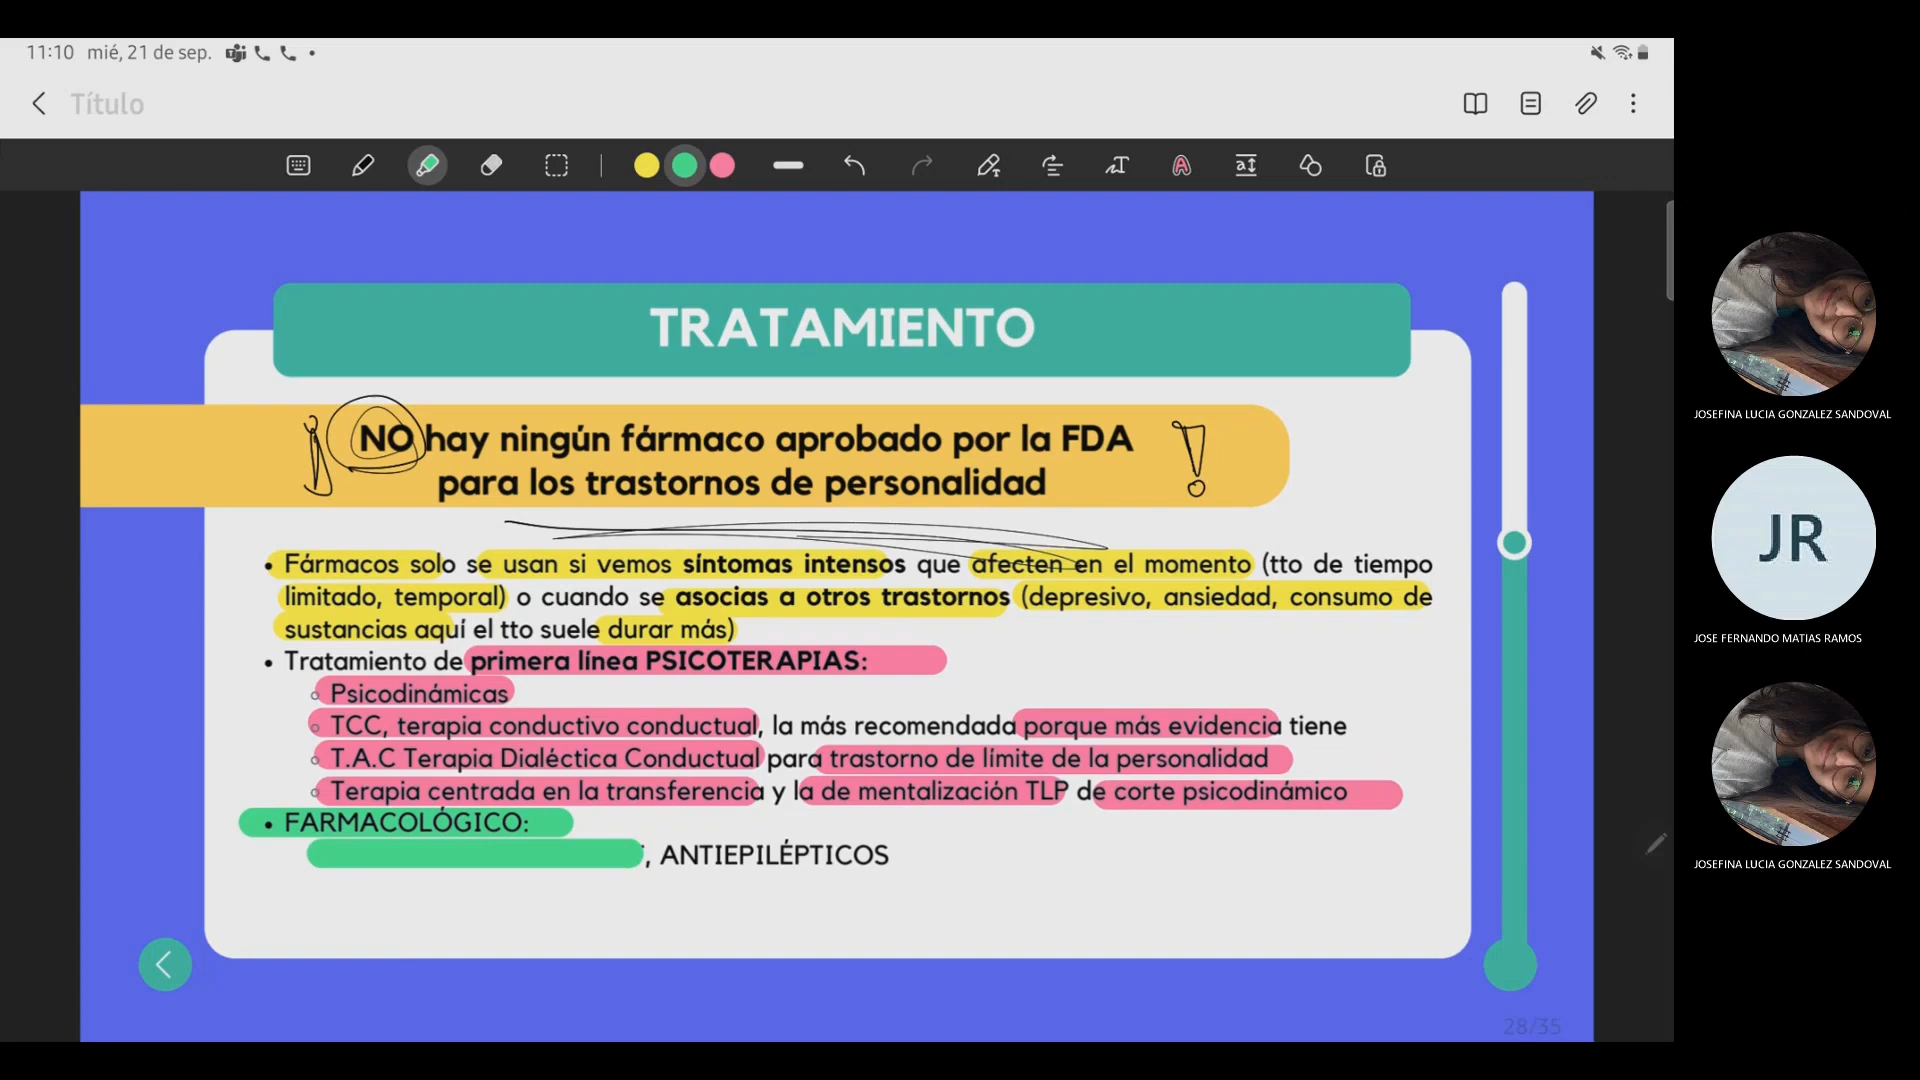 11:10 mié, 21 de sep.
Título
TRATAMIENTO
¡NO hay ningún fármaco aprobado por la FDA !
para los trastornos de personalidad
• Fármacos solo se usan si vemos síntomas intensos que afecten en el momento (tto de tiempo
limitado, temporal) o cuando se asocias a otros trastornos (depresivo, ansiedad, consumo de
sustancias aquí el tto suele durar más)
• Tratamiento de primera línea PSICOTERAPIAS:
◦ Psicodinámicas
◦ TCC, terapia conductivo conductual, la más recomendada porque más evidencia tiene
◦ T.A.C Terapia Dialéctica Conductual para trastorno de límite de la personalidad
◦ Terapia centrada en la transferencia y la de mentalización TLP de corte psicodinámico
• FARMACOLÓGICO:
, ANTIEPILÉPTICOS
28/35
JOSEFINA LUCIA GONZALEZ SANDOVAL
JR
JOSE FERNANDO MATIAS RAMOS
JOSEFINA LUCIA GONZALEZ SANDOVAL